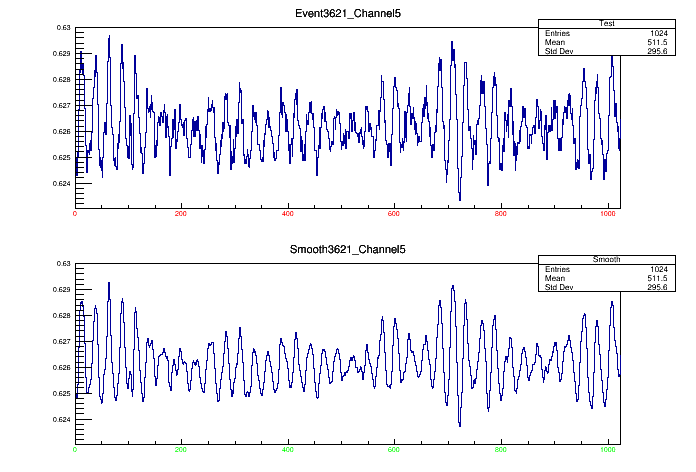 Event3621_Channel5
Test
Entries 1024
Mean 511.5
Std Dev 295.6
0.63
0.629
0.628
0.627
0.626
0.625
0.624
0 200 400 600 800 1000
Smooth3621_Channel5
Smooth
Entries 1024
Mean 511.5
Std Dev 295.6
0.63
0.629
0.628
0.627
0.626
0.625
0.624
0 200 400 600 800 1000